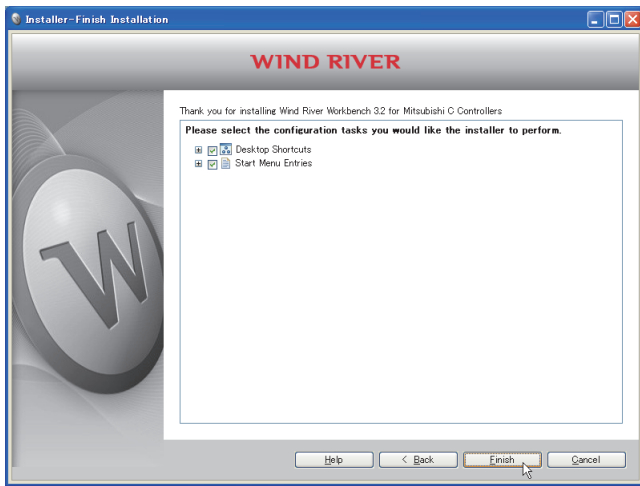 Installer-Finish Installation
WIND RIVER
Thank you for installing Wind River Workbench 3.2 for Mitsubishi C Controllers
Please select the configuration tasks you would like the installer to perform.
Desktop Shortcuts
Start Menu Entries
W
Help < Back Finish Cancel